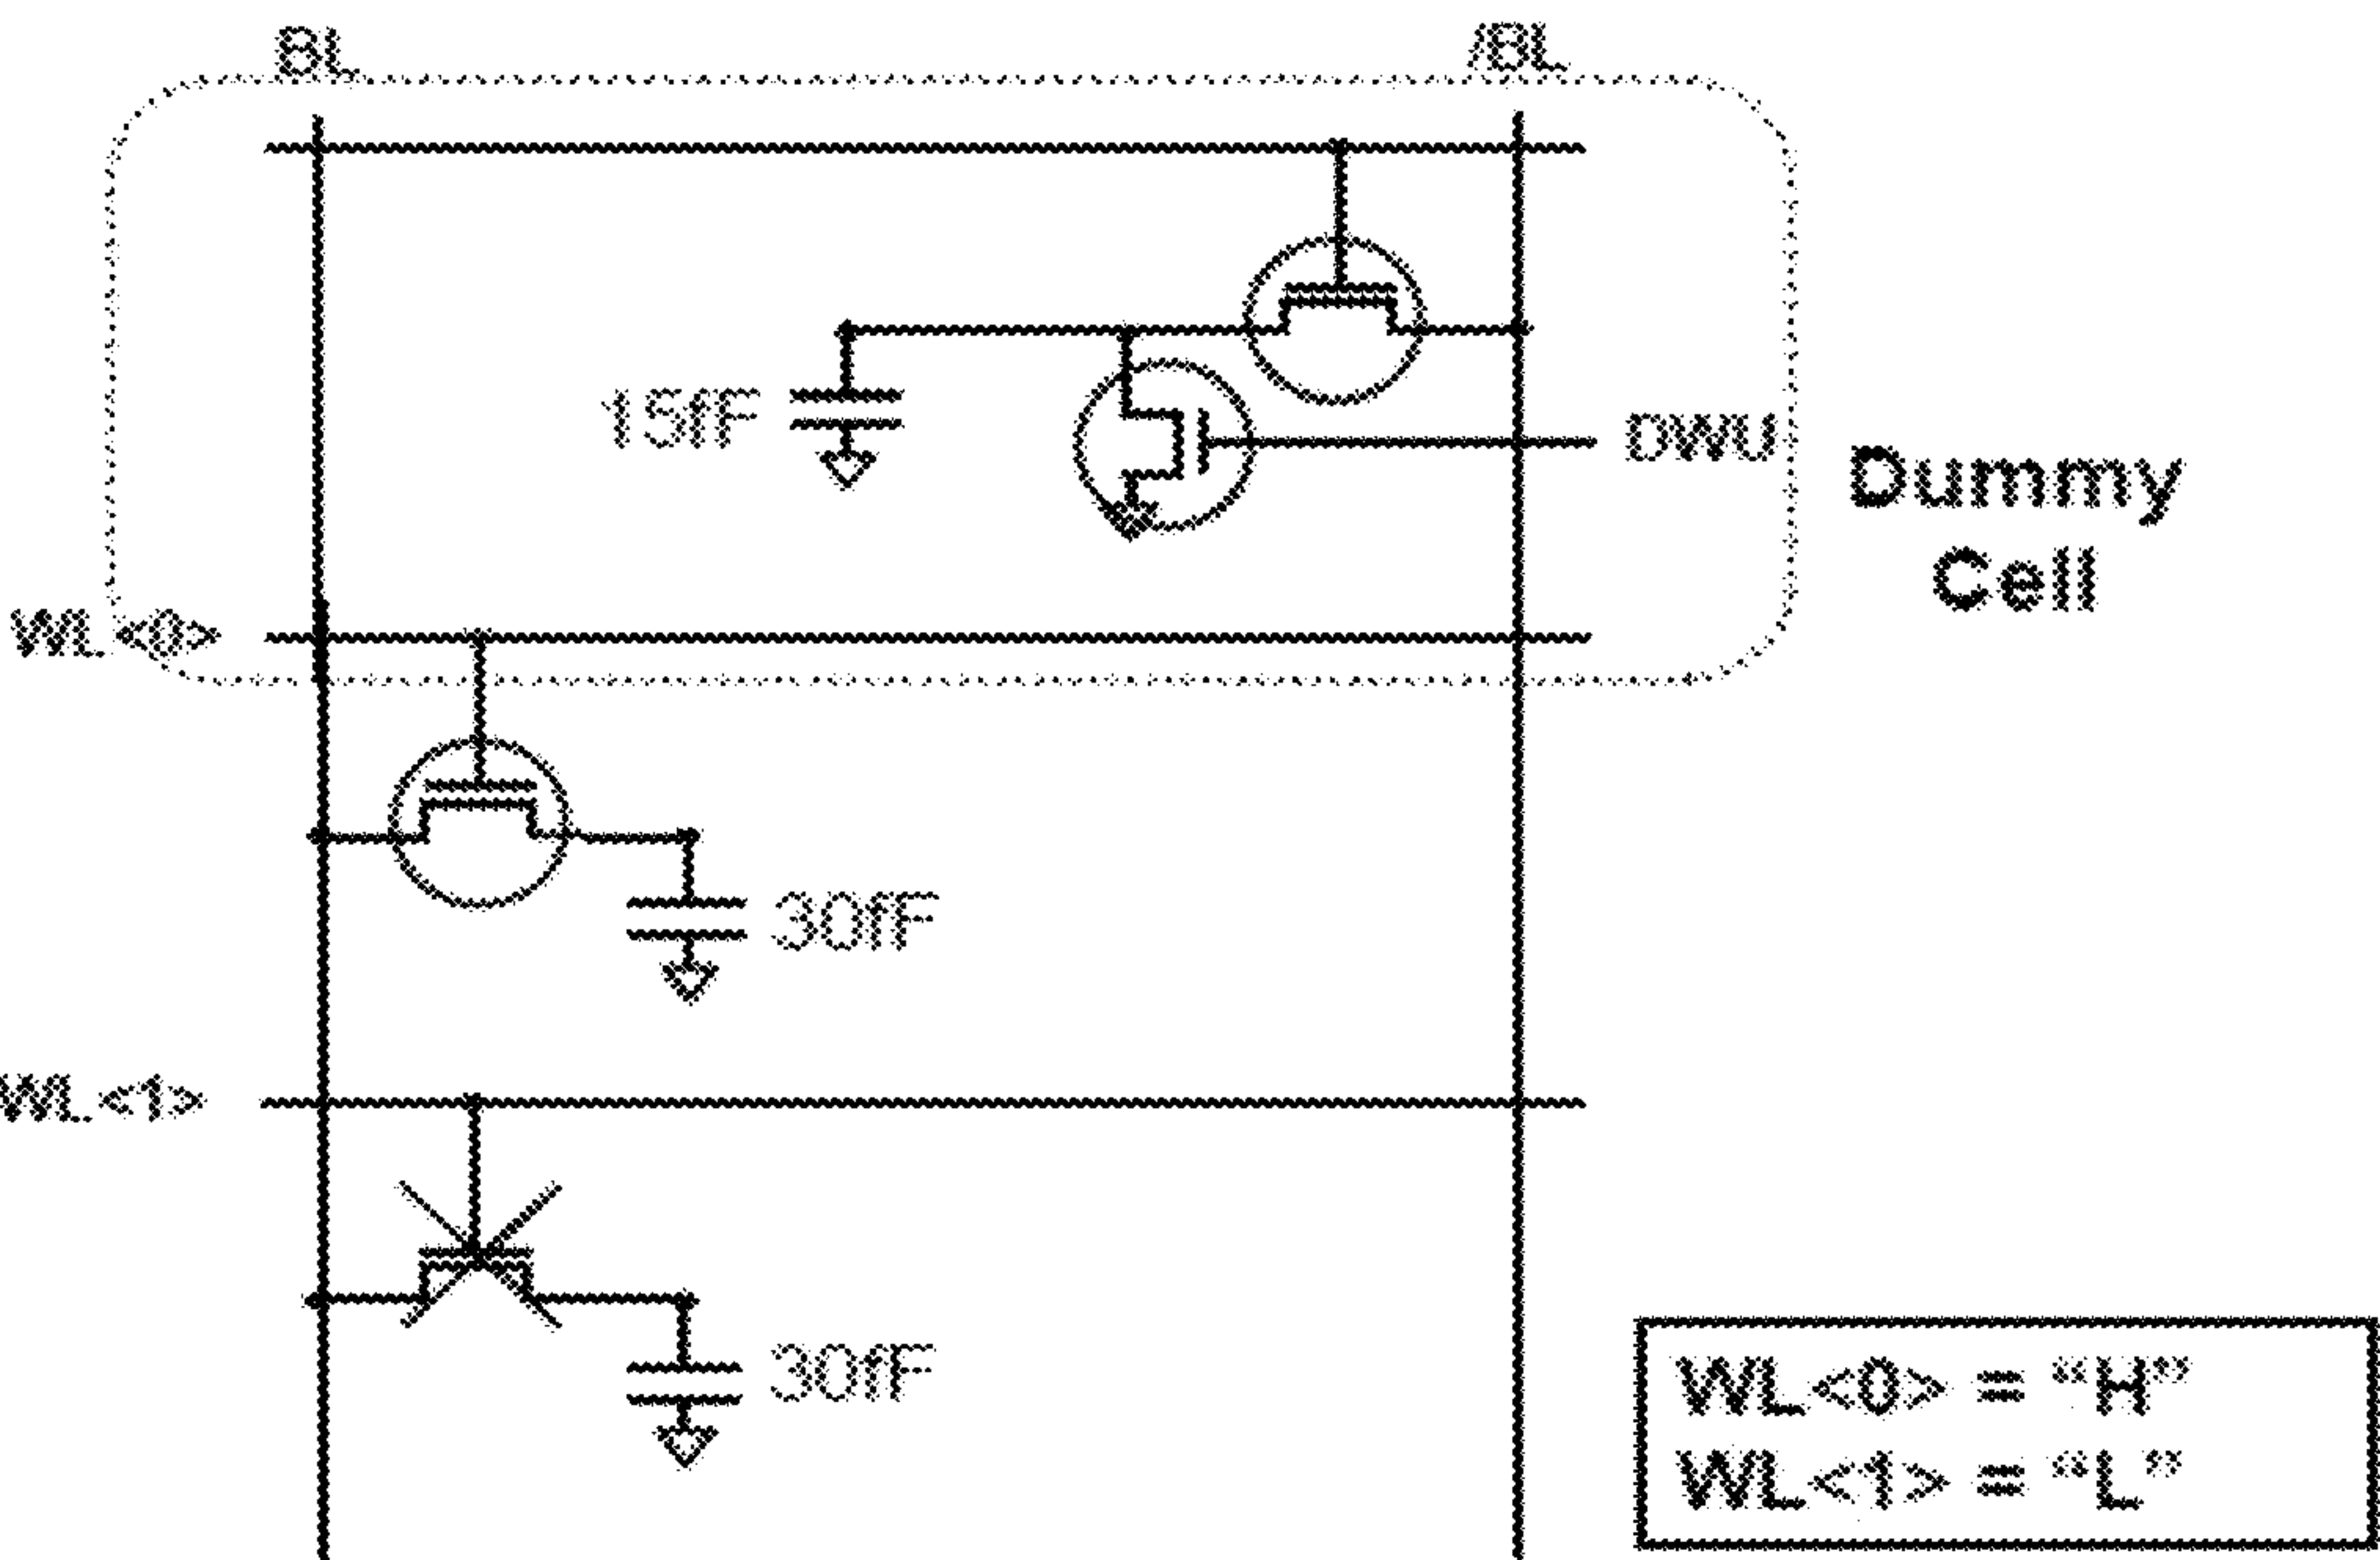 BL
/BL
15fF
DWU
Dummy
Cell
WL<0>
30fF
WL<1>
30fF
WL<0> = “H”
WL<1> = “L”